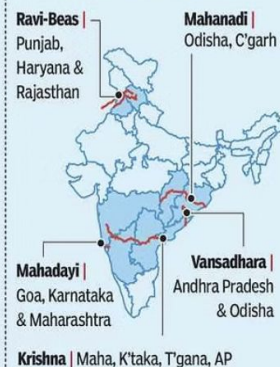 Ravi-Beas |
Punjab,
Haryana &
Rajasthan
Mahanadi |
Odisha, C'garh
Mahadayi |
Goa, Karnataka
& Maharashtra
Vansadhara |
Andhra Pradesh
& Odisha
Krishna | Maha, K'taka, T'gana, AP